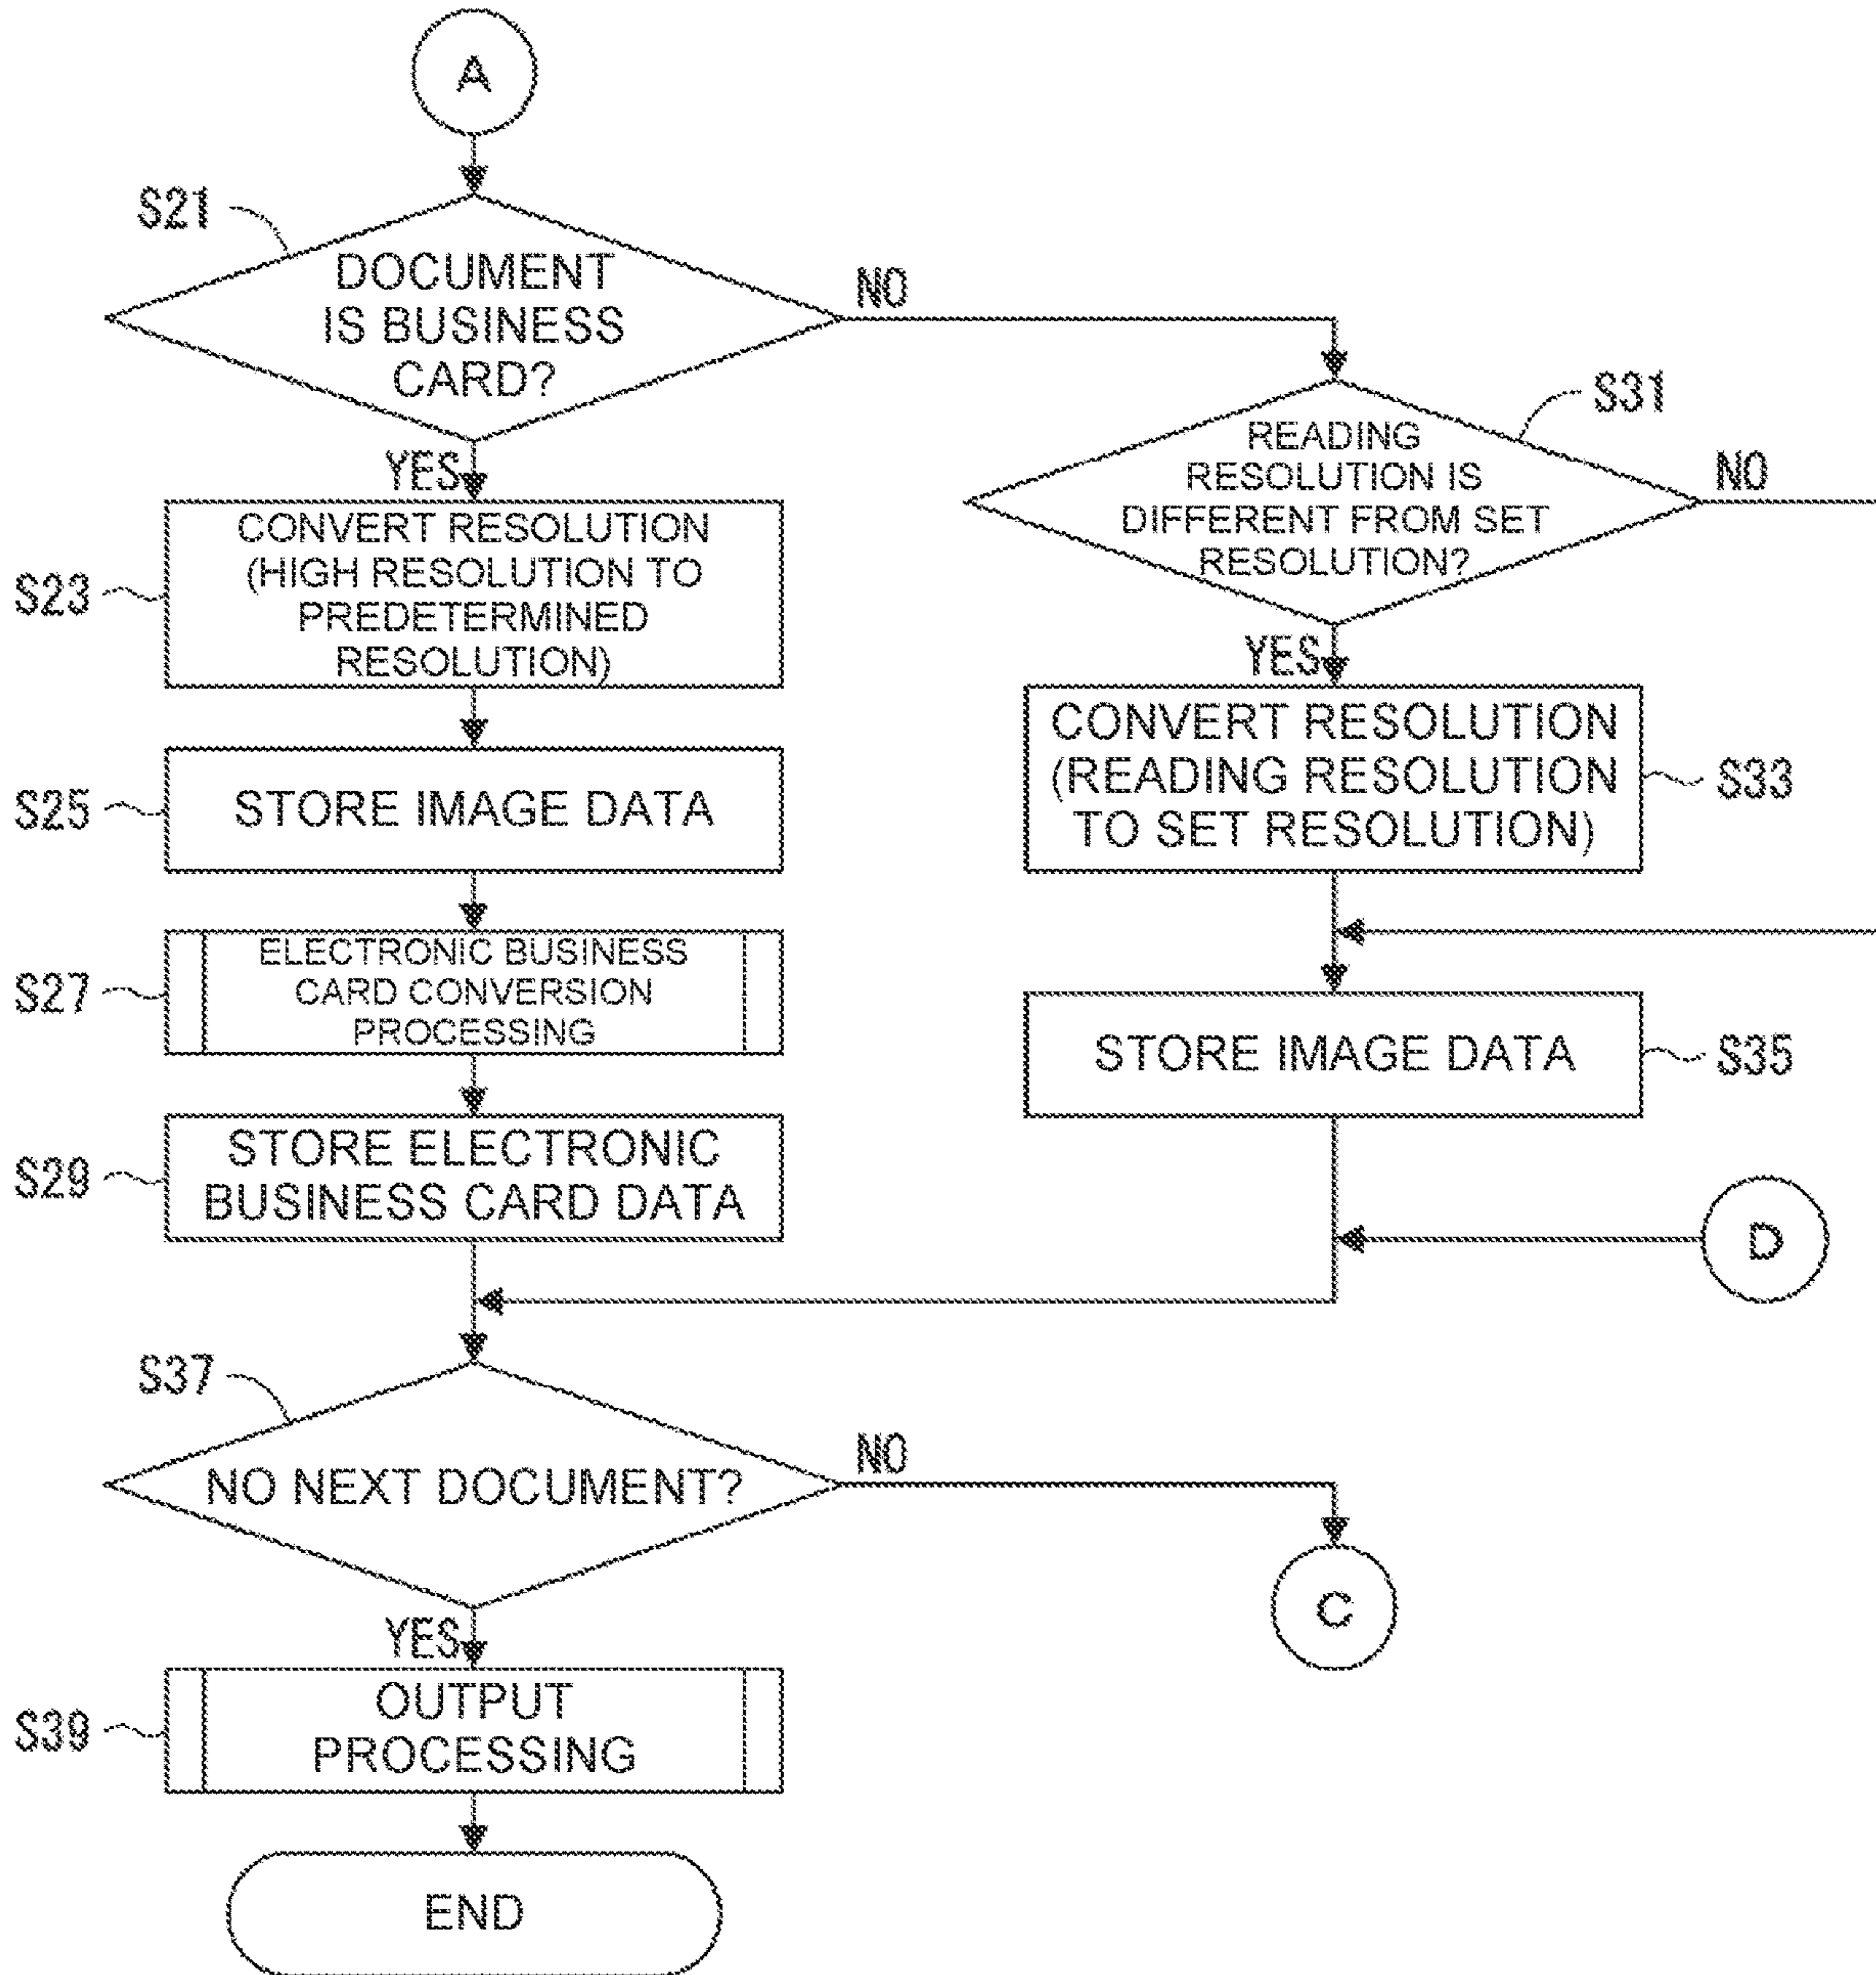 A
S21
DOCUMENT
IS BUSINESS
CARD?
NO
YES
S31
READING
RESOLUTION IS
DIFFERENT FROM SET
RESOLUTION?
NO
YES
S23
CONVERT RESOLUTION
(HIGH RESOLUTION TO
PREDETERMINED
RESOLUTION)
CONVERT RESOLUTION
(READING RESOLUTION
TO SET RESOLUTION)
S33
S25
STORE IMAGE DATA
S27
ELECTRONIC BUSINESS
CARD CONVERSION
PROCESSING
STORE IMAGE DATA
S35
S29
STORE ELECTRONIC
BUSINESS CARD DATA
D
S37
NO NEXT DOCUMENT?
NO
C
YES
S39
OUTPUT
PROCESSING
END